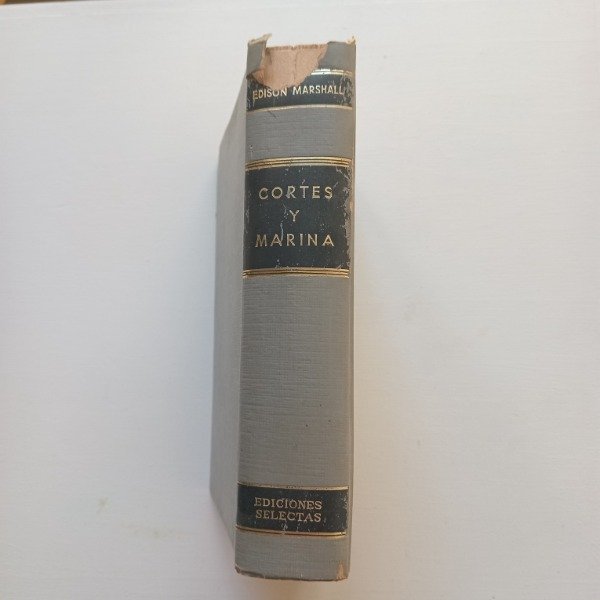 EDISON MARSHALL
CORTES
Y
MARINA
EDICIONES
SELECTAS